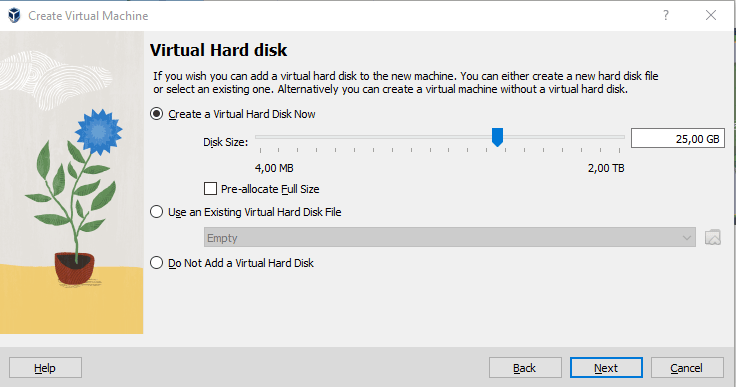 Create Virtual Machine
Virtual Hard disk
If you wish you can add a virtual hard disk to the new machine. You can either create a new hard disk file
or select an existing one. Alternatively you can create a virtual machine without a virtual hard disk.
Create a Virtual Hard Disk Now
Disk Size:
25,00 GB
4,00 MB
2,00 TB
Pre-allocate Full Size
Use an Existing Virtual Hard Disk File
Empty
Do Not Add a Virtual Hard Disk
Help
Back
Next
Cancel